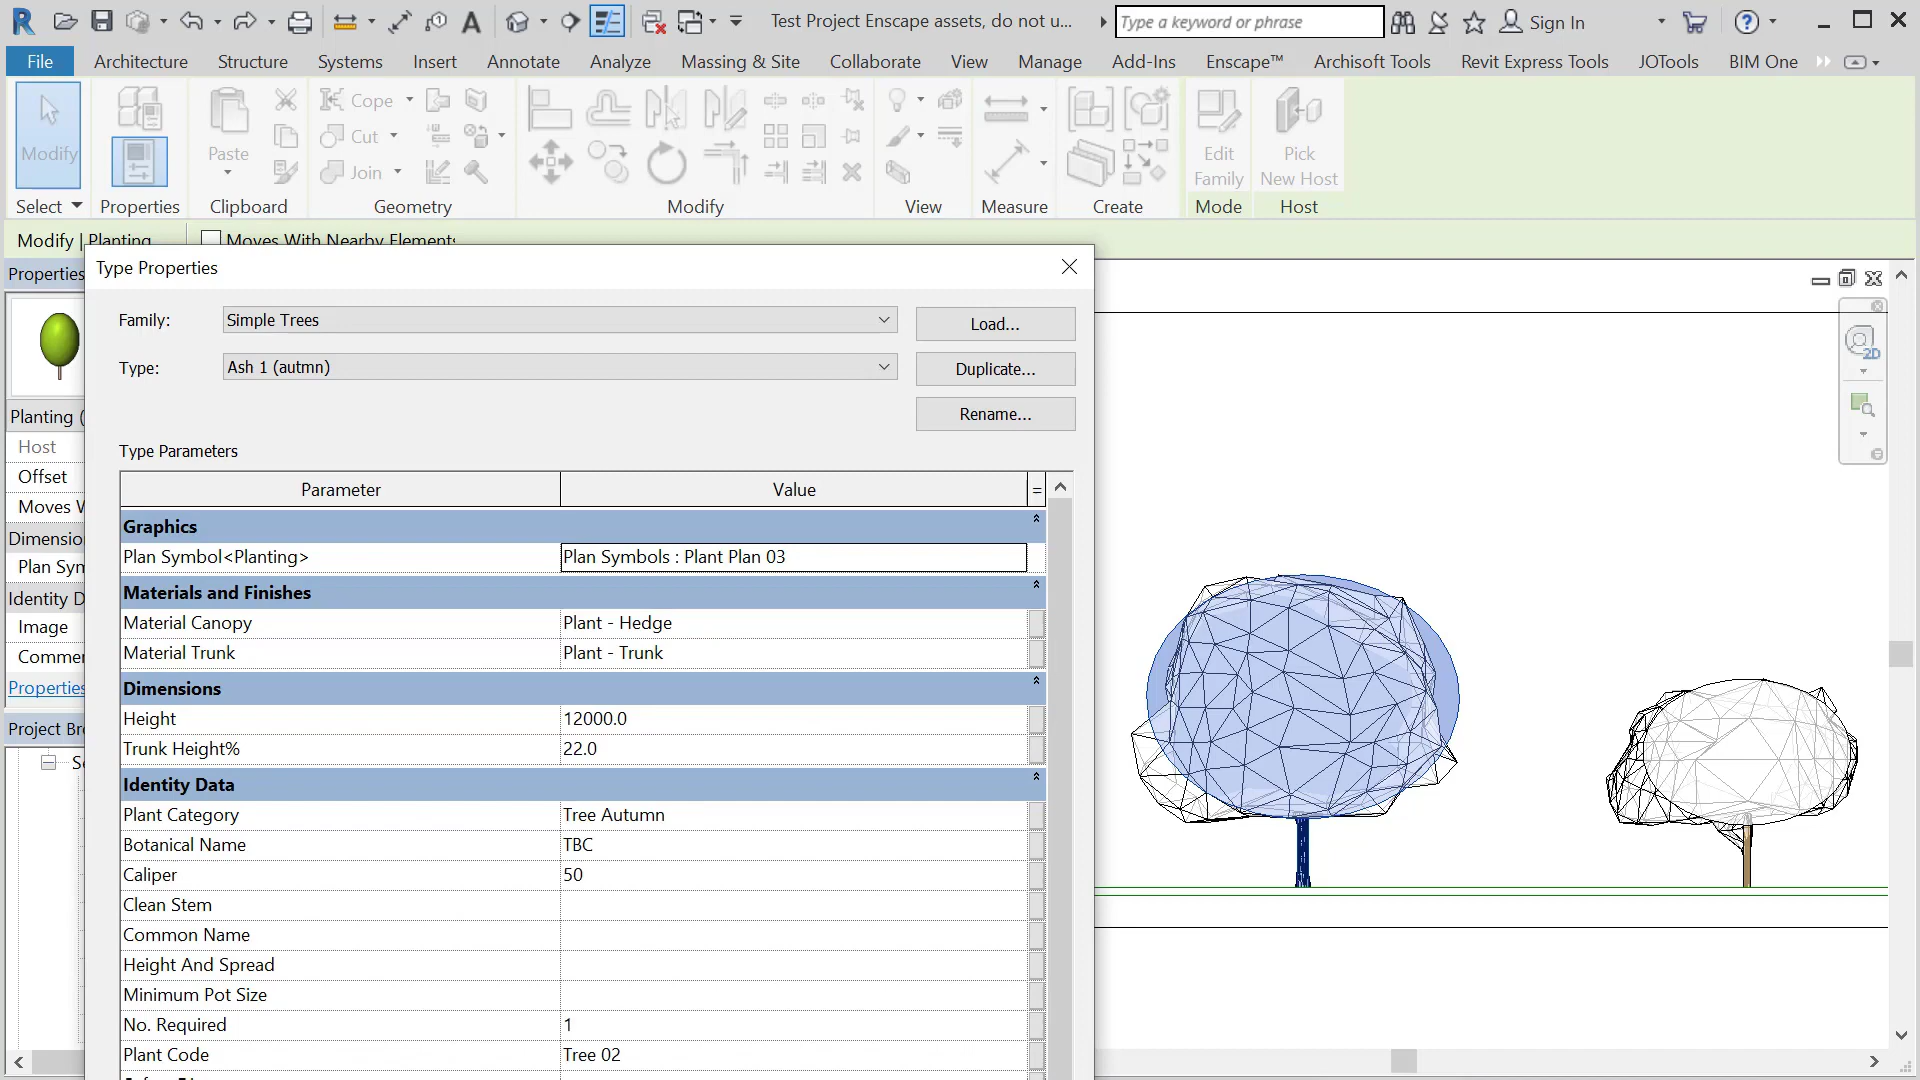 Test Project Enscape assets, do not u...
Type a keyword or phrase
Sign In
File Architecture Structure Systems Insert Annotate Analyze Massing & Site Collaborate View Manage Add-Ins Enscape™ Archisoft Tools Revit Express Tools JOTools BIM One
Modify
Paste
Cope
Cut
Join
Edit Family
Pick New Host
Select Properties Clipboard Geometry Modify View Measure Create Mode Host
Modify | Planting
Moves With Nearby Elements
Properties
Type Properties
Family:
Simple Trees
Load...
Type:
Ash 1 (autmn)
Duplicate...
Rename...
Planting (
Host
Offset
Moves W
Dimensio
Plan Sym
Identity D
Image
Commen
Properties
Project Bro
Se
Type Parameters
Parameter Value =
Graphics
Plan Symbol<Planting> Plan Symbols : Plant Plan 03
Materials and Finishes
Material Canopy Plant - Hedge
Material Trunk Plant - Trunk
Dimensions
Height 12000.0
Trunk Height% 22.0
Identity Data
Plant Category Tree Autumn
Botanical Name TBC
Caliper 50
Clean Stem
Common Name
Height And Spread
Minimum Pot Size
No. Required 1
Plant Code Tree 02
2D